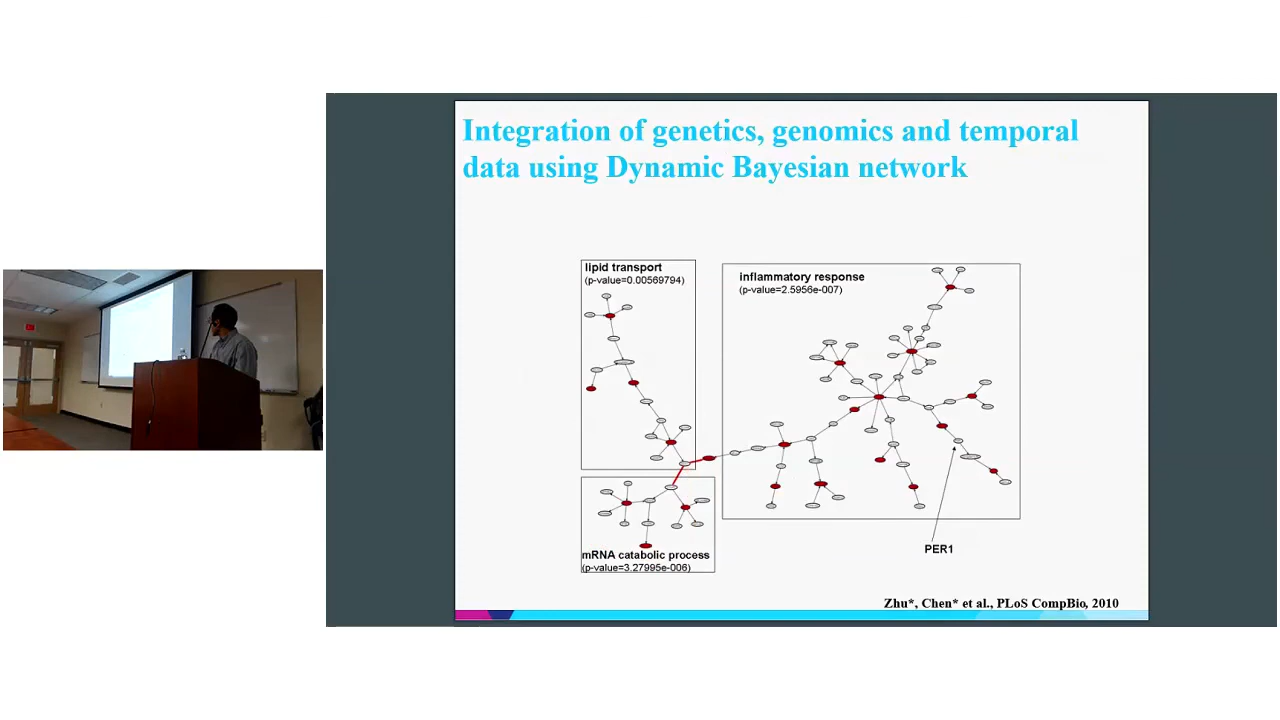 Integration of genetics, genomics and temporal
data using Dynamic Bayesian network
lipid transport
(p-value=0.00569794)
inflammatory response
(p-value=2.5956e-007)
mRNA catabolic process
(p-value=3.27995e-006)
PER1
Zhu*, Chen* et al., PLoS CompBio, 2010